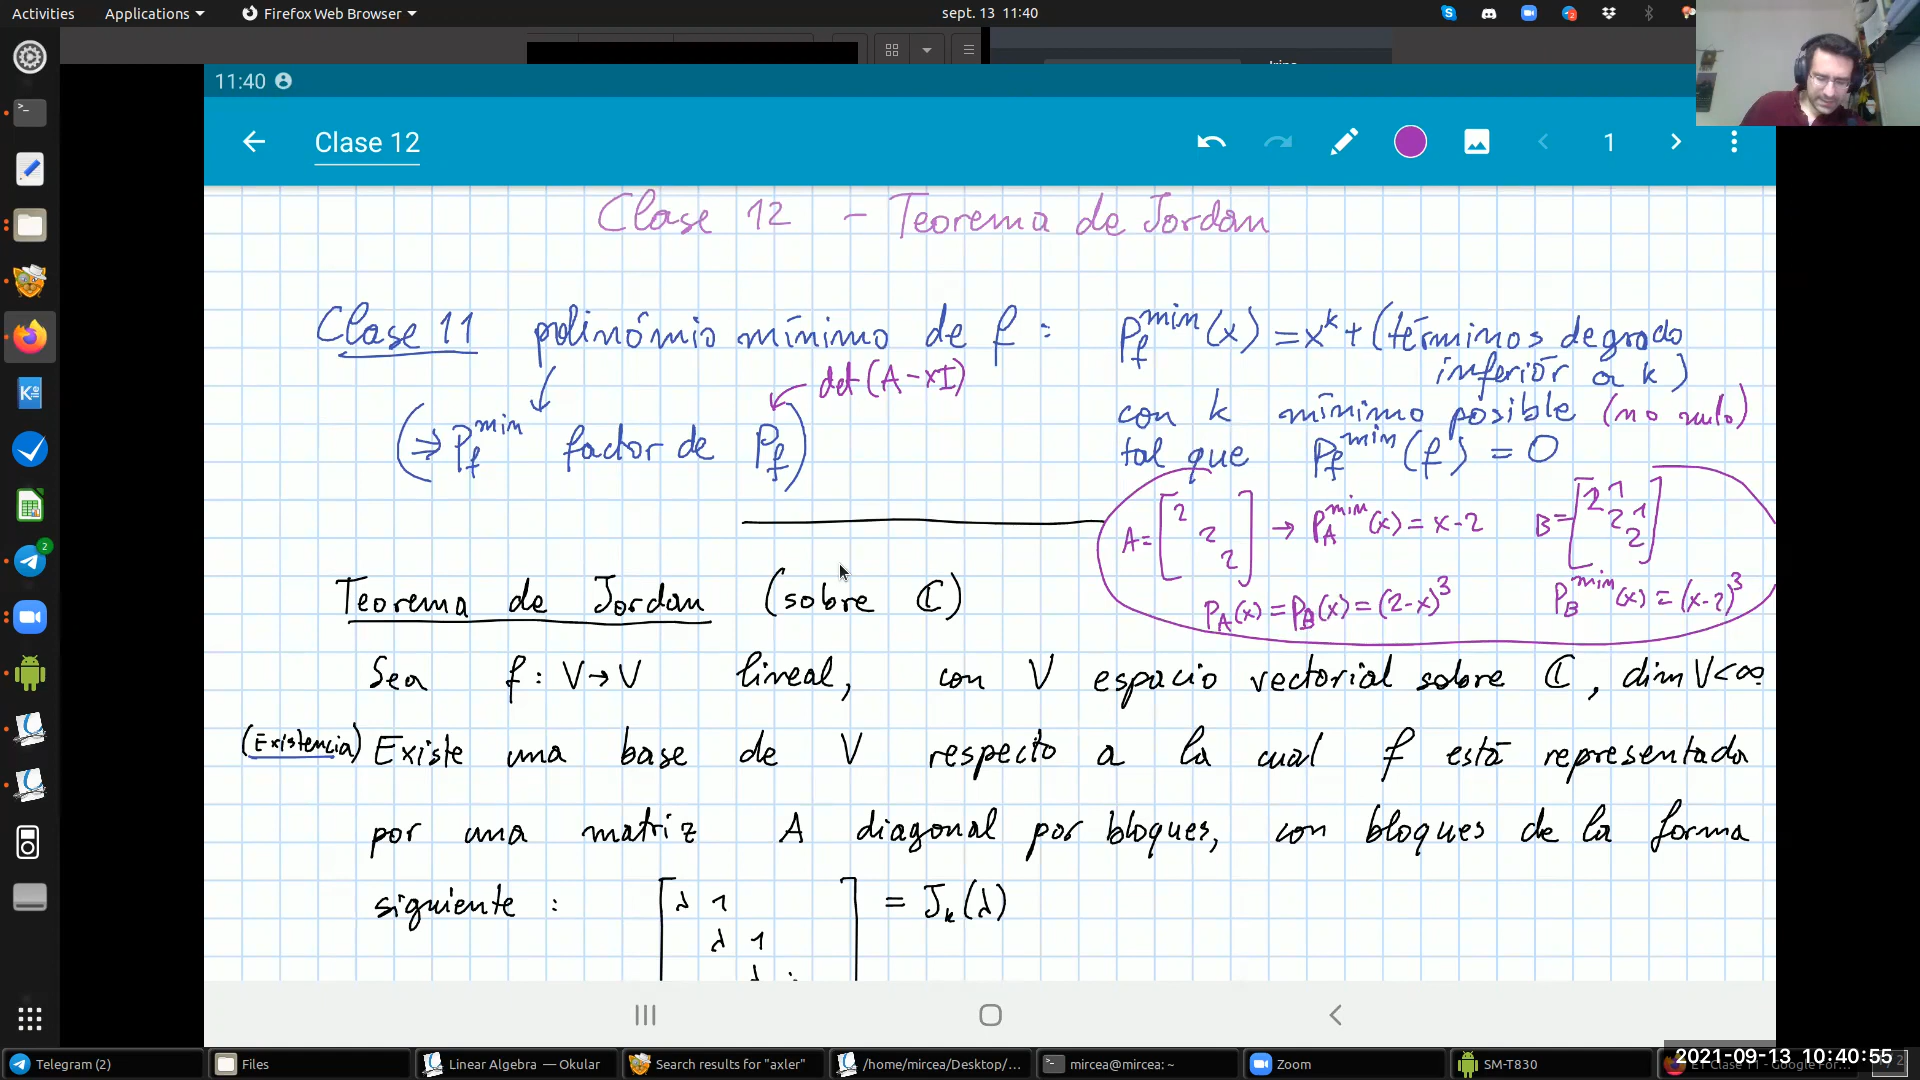 Activities Applications Firefox Web Browser sept. 13 11:40
11:40
Clase 12 1
Clase 12 - Teorema de Jordan
Clase 11 polinómio mínimo de f : P_f^min(x) = x^k + (términos de grado
inferior a k)
det(A - xI)
con k mínimo posible (no nulo)
(⇒ P_f^min factor de P_f)
tal que P_f^min(f) = 0
A = [2 2 2] → P_A^min(x) = x-2 B = [2 1 2 1 2]
P_A(x) = P_B(x) = (2-x)^3 P_B^min(x) = (x-2)^3
Teorema de Jordan (sobre ℂ)
Sea f : V → V lineal, con V espacio vectorial sobre ℂ, dim V < ∞.
(Existencia) Existe una base de V respecto a la cual f está representada
por una matriz A diagonal por bloques, con bloques de la forma
siguiente : [λ 1
λ 1
λ ] = J_k(λ)
Telegram (2) Files Linear Algebra — Okular Search results for "axler" /home/mircea/Desktop/... mircea@mircea: ~ Zoom SM-T830
2021-09-13 10:40:55